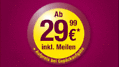 Ab
29,99
€*
inkl. Meilen